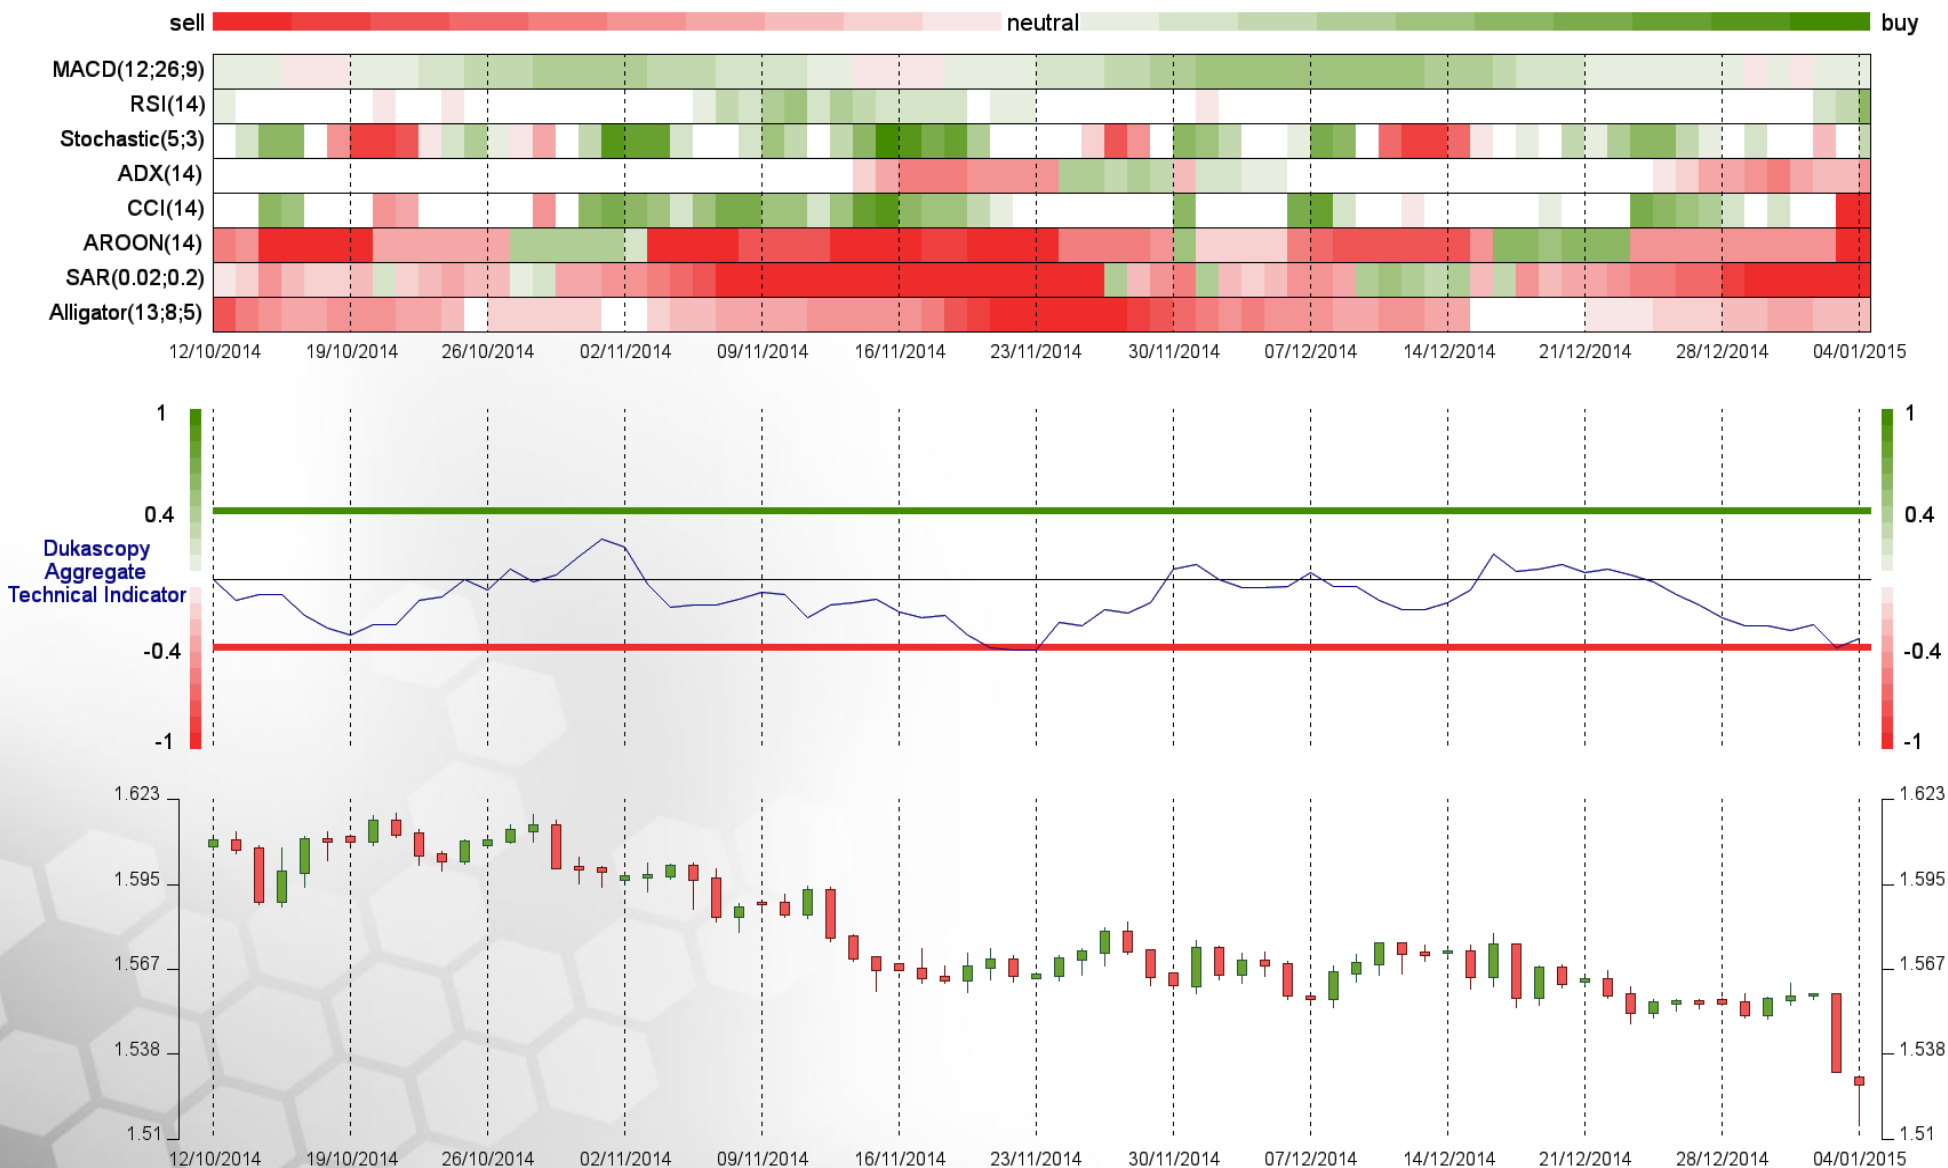 sell neutral buy
MACD(12;26;9)
RSI(14)
Stochastic(5;3)
ADX(14)
CCI(14)
AROON(14)
SAR(0.02;0.2)
Alligator(13;8;5)
12/10/2014 19/10/2014 26/10/2014 02/11/2014 09/11/2014 16/11/2014 23/11/2014 30/11/2014 07/12/2014 14/12/2014 21/12/2014 28/12/2014 04/01/2015
1 1
0.4 0.4
Dukascopy
Aggregate
Technical Indicator
-0.4 -0.4
-1 -1
1.623 1.623
1.595 1.595
1.567 1.567
1.538 1.538
1.51 1.51
12/10/2014 19/10/2014 26/10/2014 02/11/2014 09/11/2014 16/11/2014 23/11/2014 30/11/2014 07/12/2014 14/12/2014 21/12/2014 28/12/2014 04/01/2015